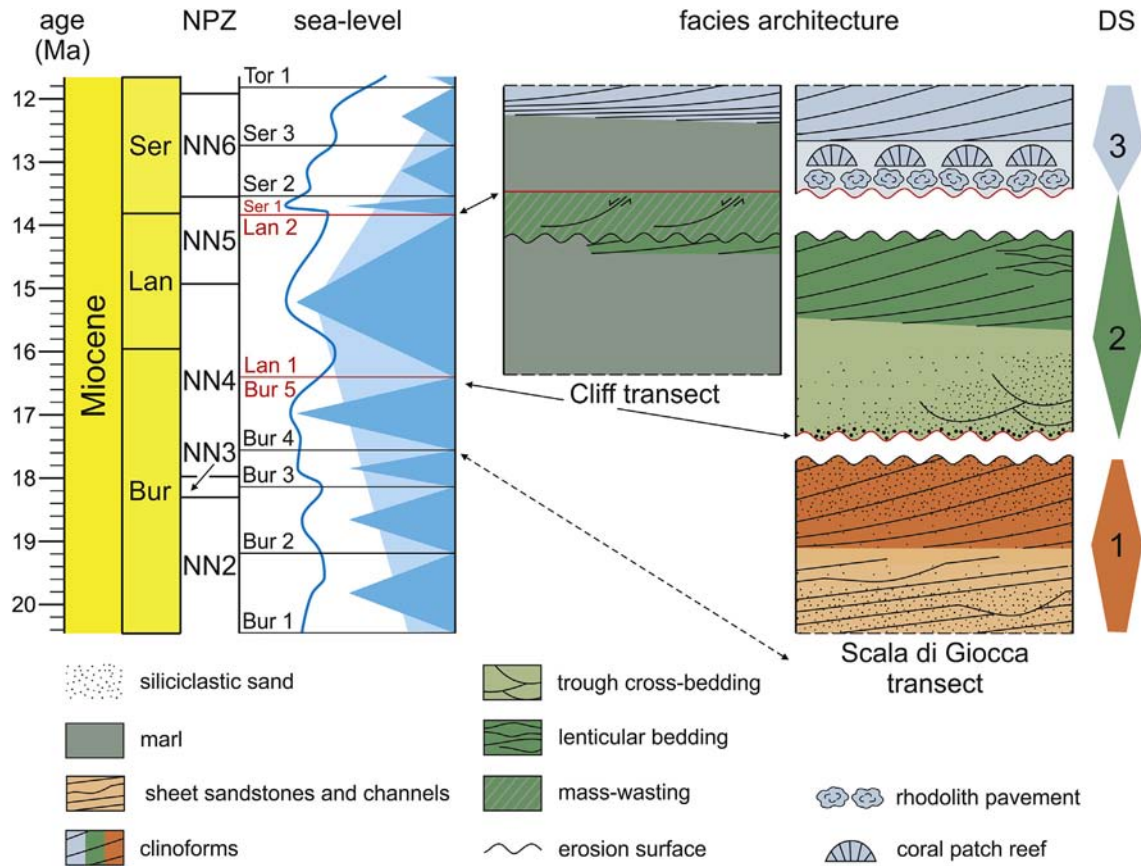 age
(Ma)
NPZ
sea-level
facies architecture
DS
12
13
14
15
16
17
18
19
20
Miocene
Ser
Lan
Bur
NN6
NN5
NN4
NN3
NN2
Tor 1
Ser 3
Ser 2
Ser 1
Lan 2
Lan 1
Bur 5
Bur 4
Bur 3
Bur 2
Bur 1
Cliff transect
Scala di Giocca
transect
3
2
1
siliciclastic sand
marl
sheet sandstones and channels
clinoforms
trough cross-bedding
lenticular bedding
mass-wasting
erosion surface
rhodolith pavement
coral patch reef